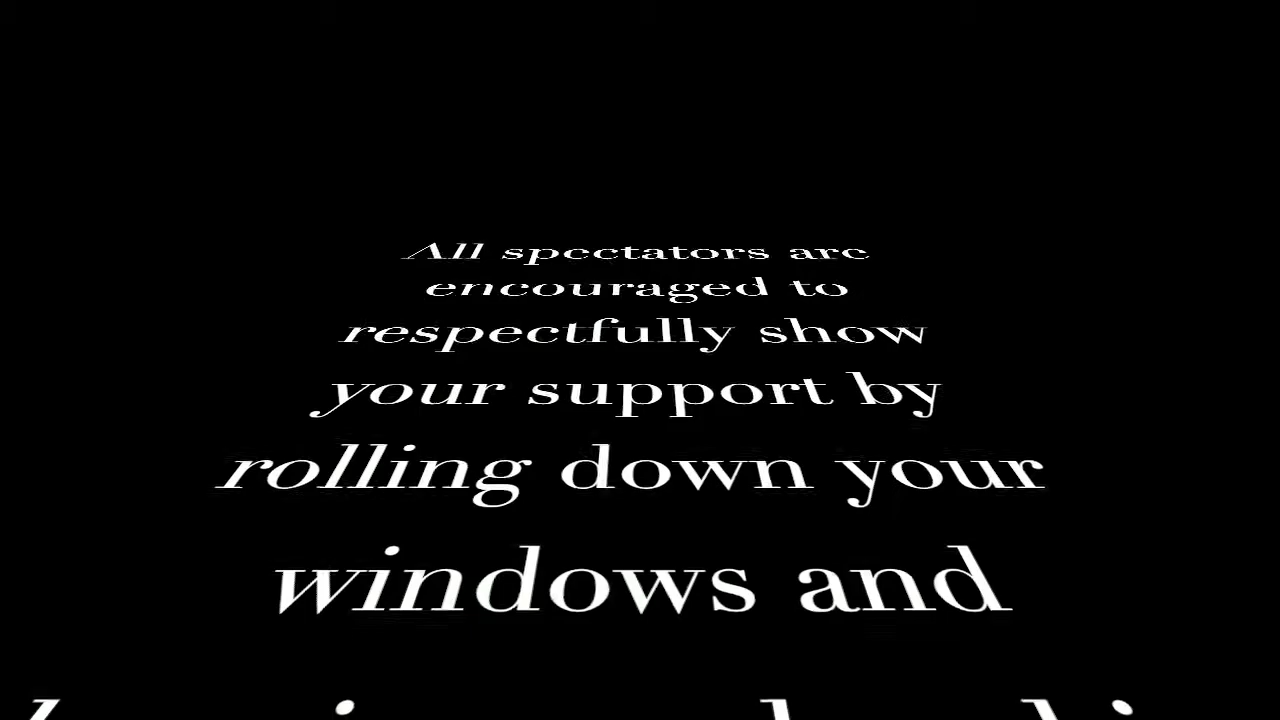 All spectators are
encouraged to
respectfully show
your support by
rolling down your
windows and